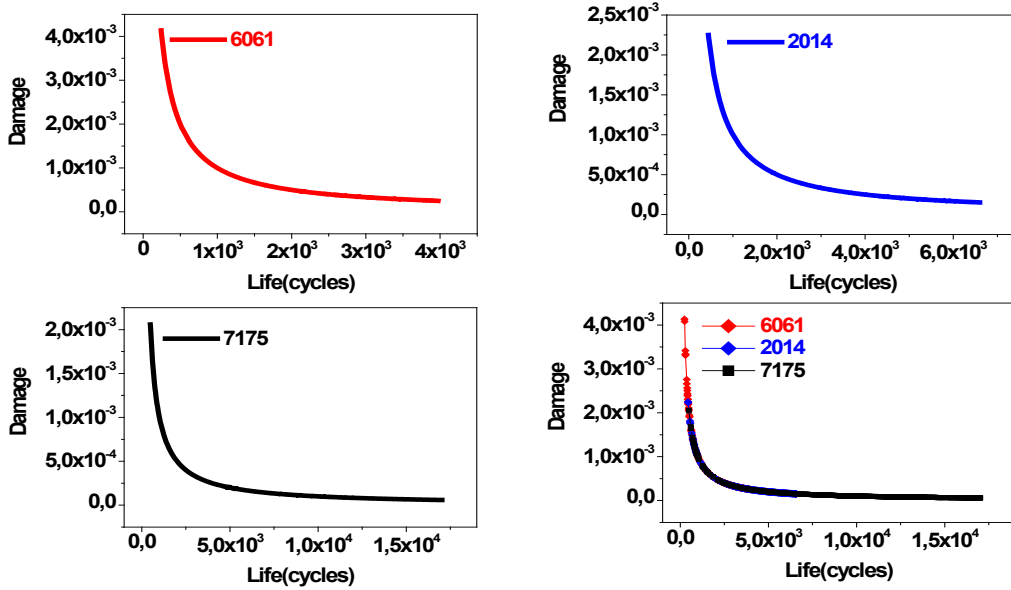 6061
4,0x10⁻³
3,0x10⁻³
2,0x10⁻³
1,0x10⁻³
0,0
Damage
0 1x10³ 2x10³ 3x10³ 4x10³
Life(cycles)
2014
2,5x10⁻³
2,0x10⁻³
1,5x10⁻³
1,0x10⁻³
5,0x10⁻⁴
0,0
Damage
0,0 2,0x10³ 4,0x10³ 6,0x10³
Life(cycles)
7175
2,0x10⁻³
1,5x10⁻³
1,0x10⁻³
5,0x10⁻⁴
0,0
Damage
0,0 5,0x10³ 1,0x10⁴ 1,5x10⁴
Life(cycles)
6061
2014
7175
4,0x10⁻³
3,0x10⁻³
2,0x10⁻³
1,0x10⁻³
0,0
Damage
0,0 5,0x10³ 1,0x10⁴ 1,5x10⁴
Life(cycles)